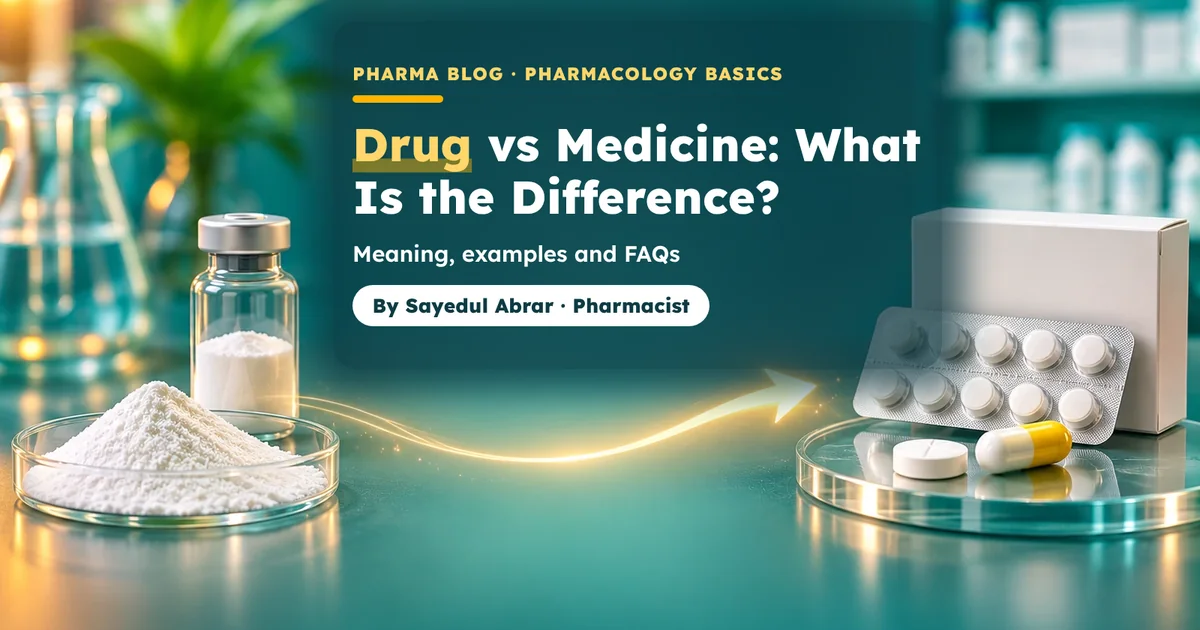 PHARMA BLOG · PHARMACOLOGY BASICS
Drug vs Medicine: What
Is the Difference?
Meaning, examples and FAQs
By Sayedul Abrar · Pharmacist